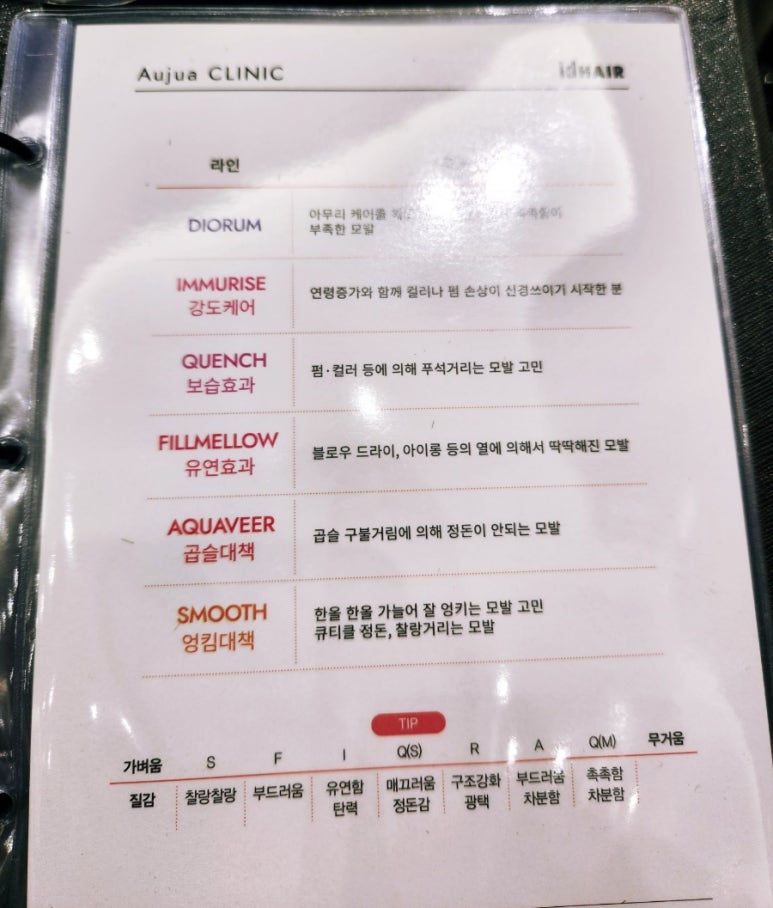 Aujua CLINIC
idHAIR
라인
DIORUM
아무리 케어를
부족한 모발
IMMURISE
강도케어
연령증가와 함께 컬러나 펌 손상이 신경쓰이기 시작한 분
QUENCH
보습효과
펌·컬러 등에 의해 푸석거리는 모발 고민
FILLMELLOW
유연효과
블로우 드라이, 아이롱 등의 열에 의해서 딱딱해진 모발
AQUAVEER
곱슬대책
곱슬 구불거림에 의해 정돈이 안되는 모발
SMOOTH
엉킴대책
한올 한올 가늘어 잘 엉키는 모발 고민
큐티클 정돈, 찰랑거리는 모발
TIP
가벼움 S F I Q(S) R A Q(M) 무거움
질감 찰랑찰랑 부드러움 유연함 매끄러움 구조강화 부드러움 촉촉함
탄력 정돈감 광택 차분함 차분함